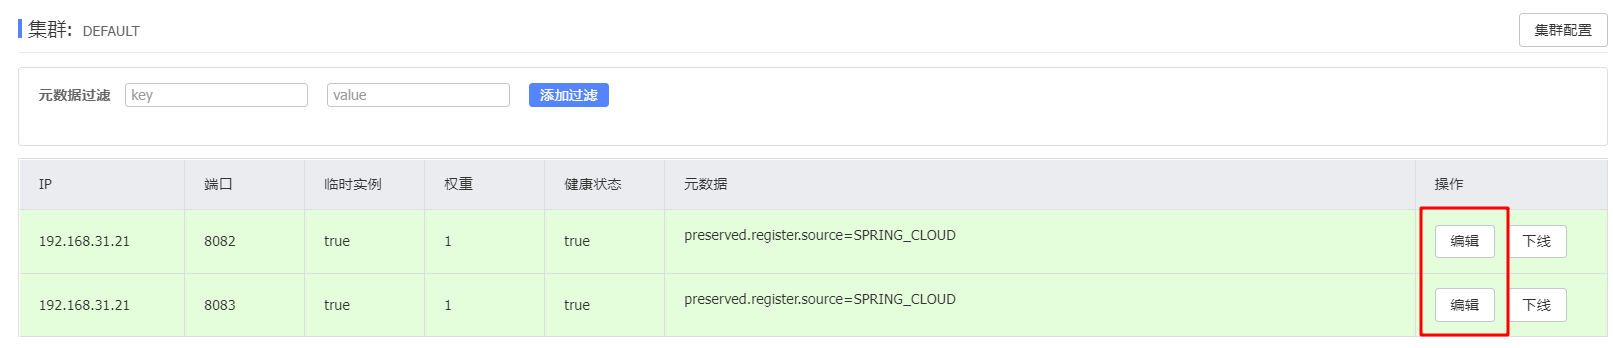 集群: DEFAULT 集群配置
元数据过滤 key value 添加过滤
IP 端口 临时实例 权重 健康状态 元数据 操作
192.168.31.21 8082 true 1 true preserved.register.source=SPRING_CLOUD 编辑 下线
192.168.31.21 8083 true 1 true preserved.register.source=SPRING_CLOUD 编辑 下线